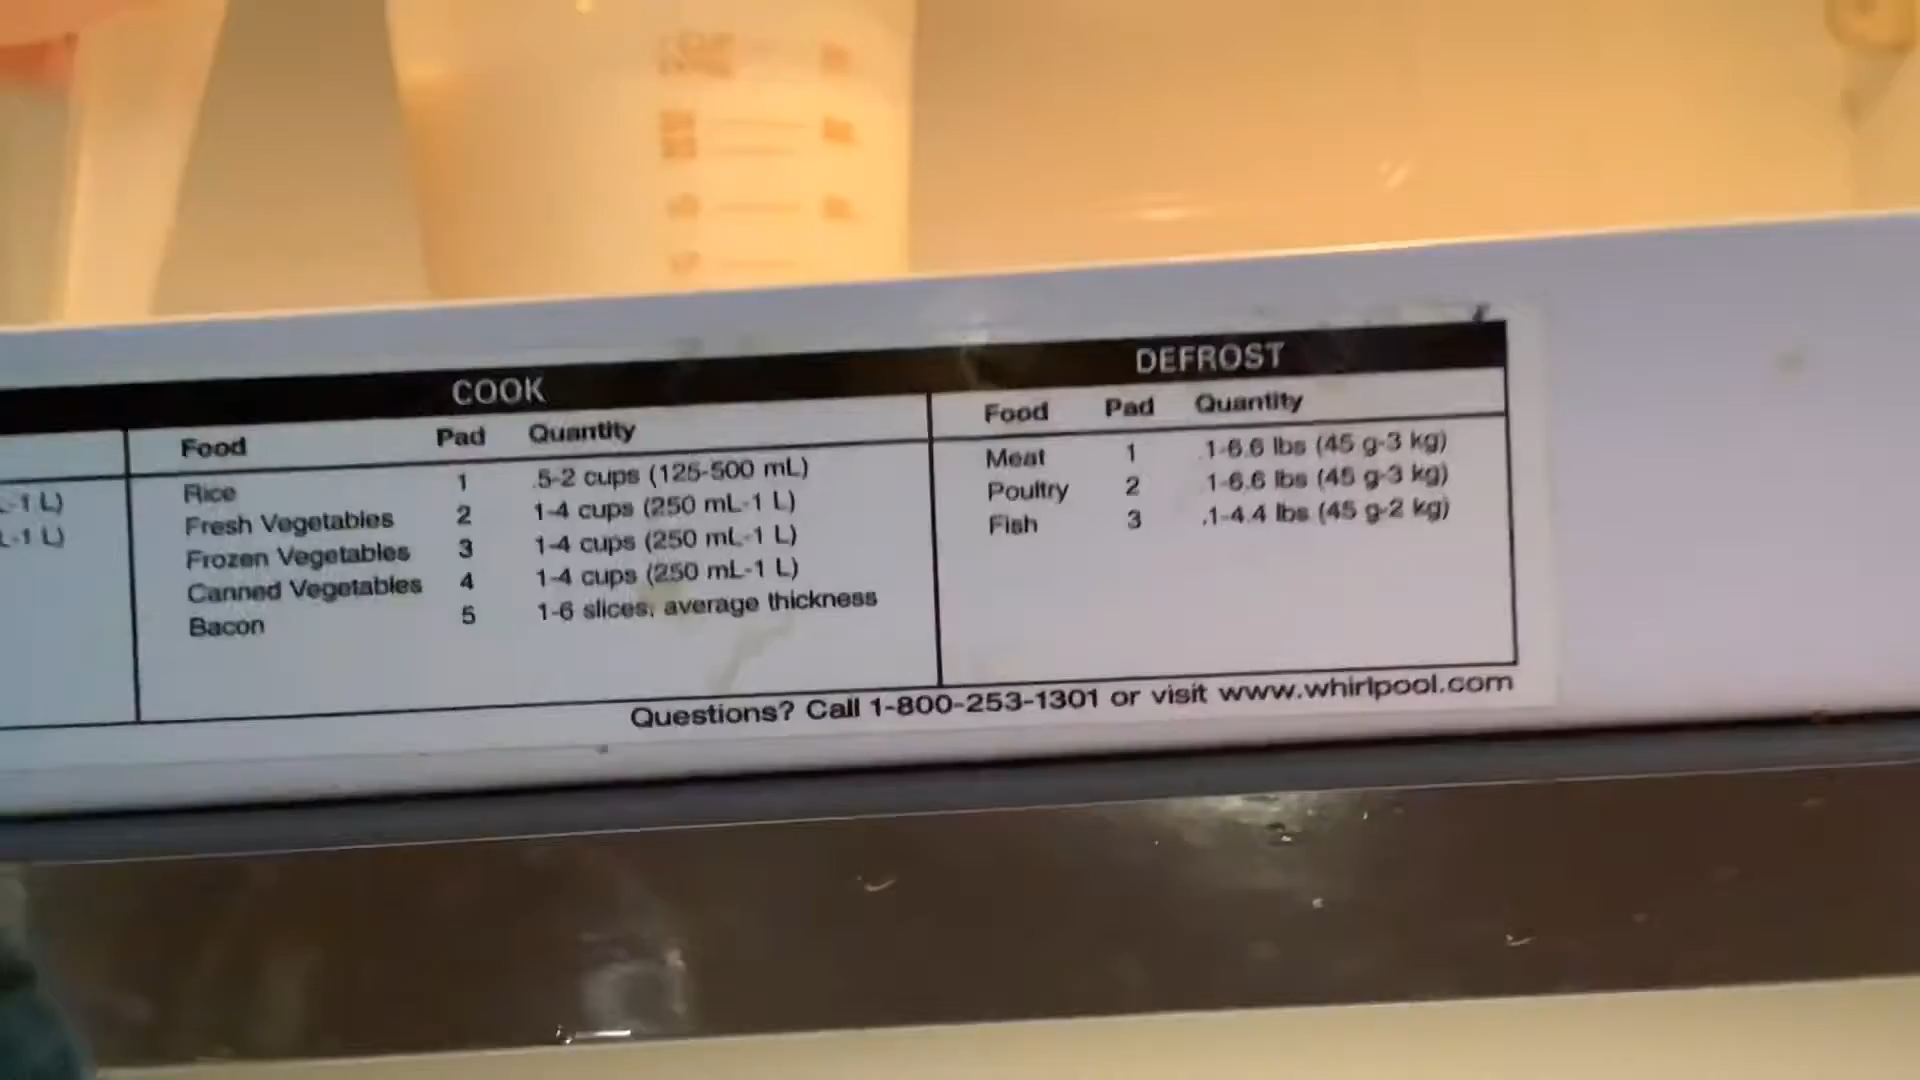 COOK DEFROST
Food Pad Quantity Food Pad Quantity
L-1 L) Rice 1 .5-2 cups (125-500 mL) Meat 1 .1-6.6 lbs (45 g-3 kg)
L-1 L) Fresh Vegetables 2 1-4 cups (250 mL-1 L) Poultry 2 .1-6.6 lbs (45 g-3 kg)
Frozen Vegetables 3 1-4 cups (250 mL-1 L) Fish 3 .1-4.4 lbs (45 g-2 kg)
Canned Vegetables 4 1-4 cups (250 mL-1 L)
Bacon 5 1-6 slices, average thickness
Questions? Call 1-800-253-1301 or visit www.whirlpool.com